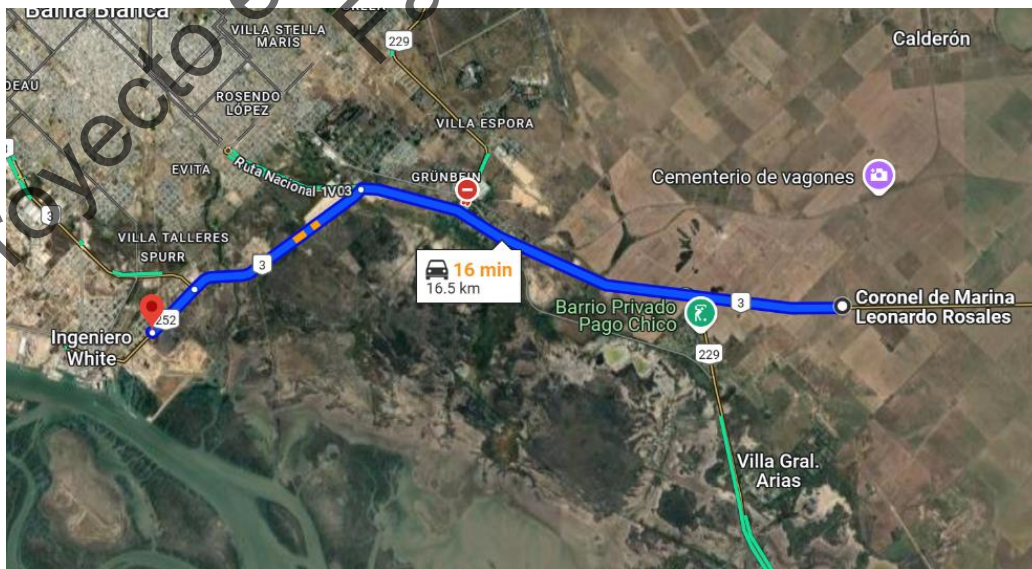 Bahía Blanca
VILLA STELLA
MARIS
229
Calderón
ROSENDO
LÓPEZ
VILLA ESPORA
EVITA
Ruta Nacional 1V03
GRÜNBEIN
Cementerio de vagones
3
VILLA TALLERES
SPURR
3
16 min
16.5 km
Barrio Privado
Pago Chico
3
Coronel de Marina
Leonardo Rosales
252
Ingeniero
White
229
Villa Gral.
Arias